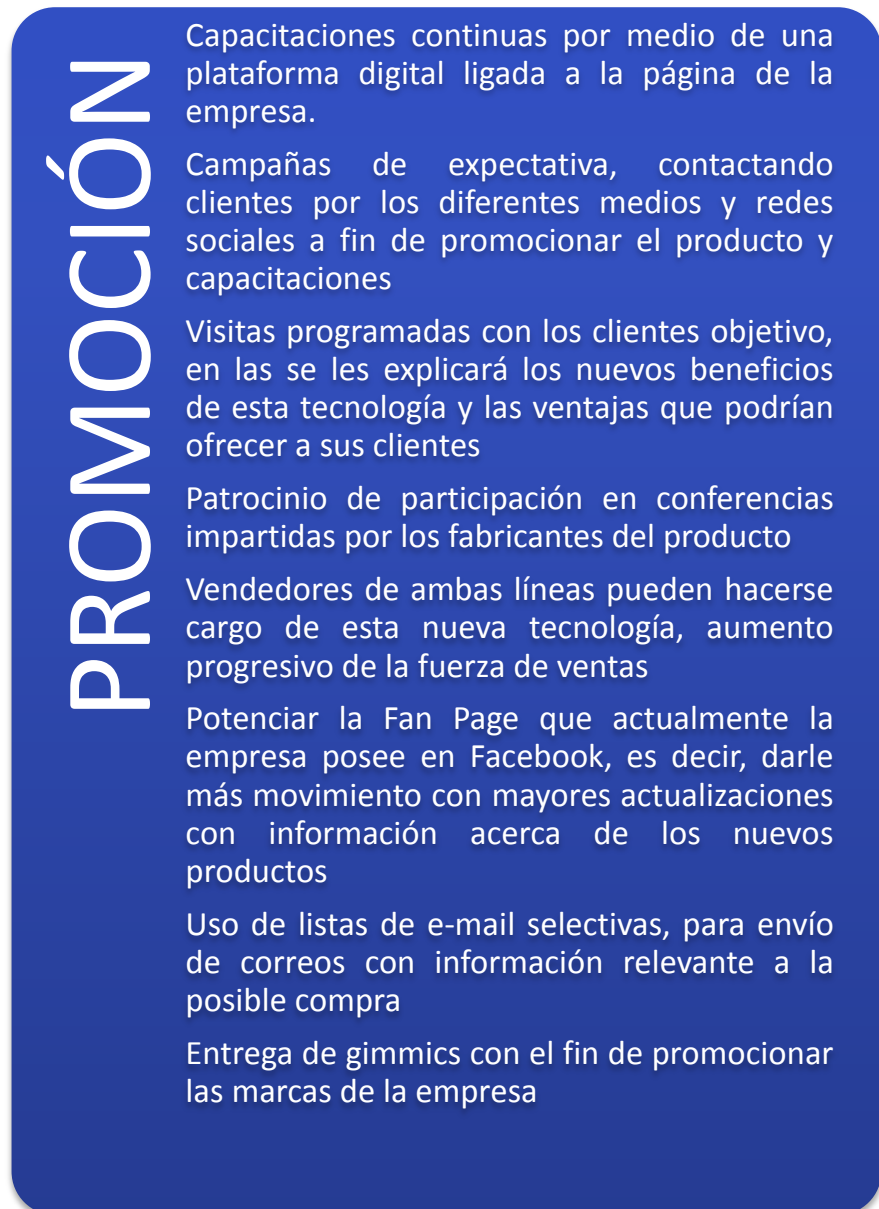 PROMOCIÓN
Capacitaciones continuas por medio de una
plataforma digital ligada a la página de la
empresa.
Campañas de expectativa, contactando
clientes por los diferentes medios y redes
sociales a fin de promocionar el producto y
capacitaciones
Visitas programadas con los clientes objetivo,
en las se les explicará los nuevos beneficios
de esta tecnología y las ventajas que podrían
ofrecer a sus clientes
Patrocinio de participación en conferencias
impartidas por los fabricantes del producto
Vendedores de ambas líneas pueden hacerse
cargo de esta nueva tecnología, aumento
progresivo de la fuerza de ventas
Potenciar la Fan Page que actualmente la
empresa posee en Facebook, es decir, darle
más movimiento con mayores actualizaciones
con información acerca de los nuevos
productos
Uso de listas de e-mail selectivas, para envío
de correos con información relevante a la
posible compra
Entrega de gimmics con el fin de promocionar
las marcas de la empresa